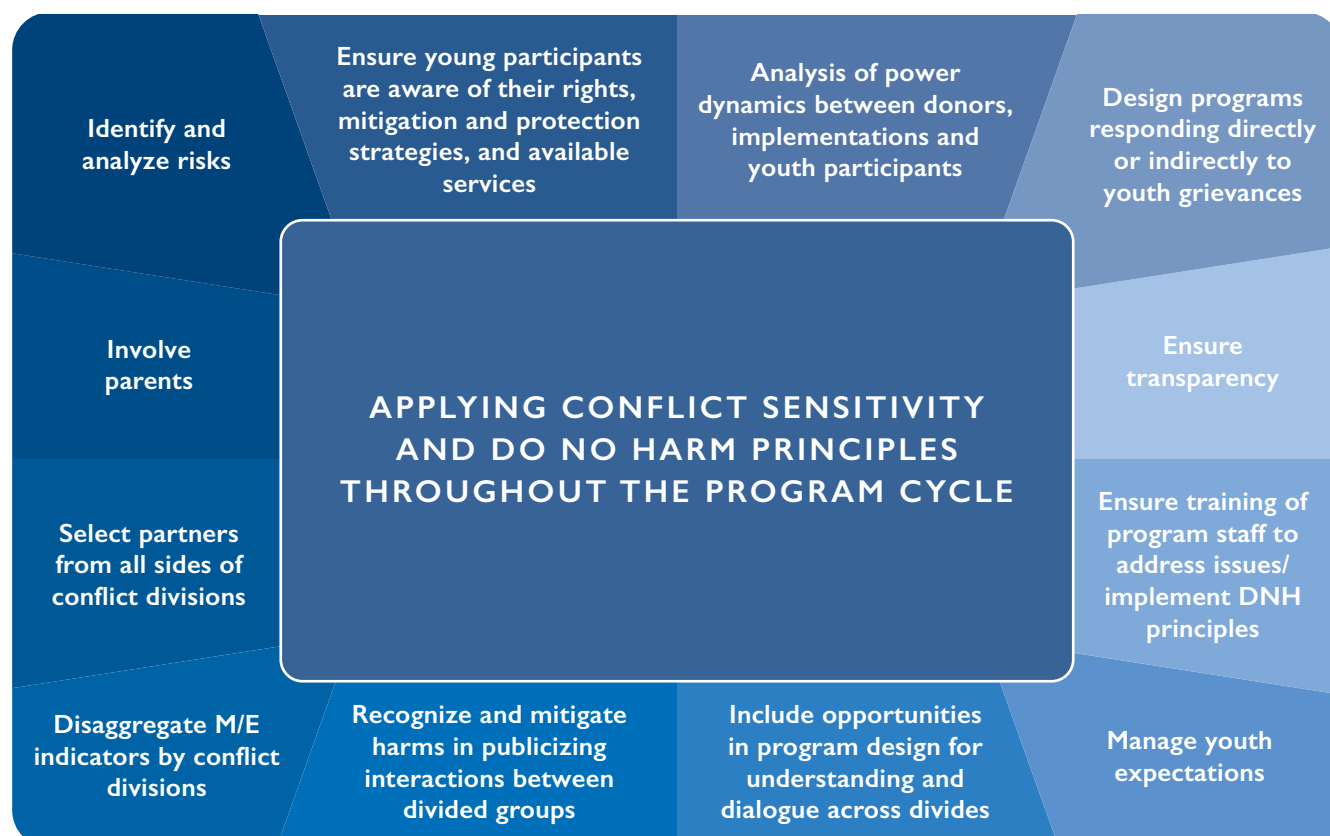 Identify and
analyze risks
Ensure young participants
are aware of their rights,
mitigation and protection
strategies, and available
services
Analysis of power
dynamics between donors,
implementations and
youth participants
Design programs
responding directly
or indirectly to
youth grievances
Involve
parents
APPLYING CONFLICT SENSITIVITY
AND DO NO HARM PRINCIPLES
THROUGHOUT THE PROGRAM CYCLE
Ensure
transparency
Select partners
from all sides of
conflict divisions
Ensure training of
program staff to
address issues/
implement DNH
principles
Disaggregate M/E
indicators by conflict
divisions
Recognize and mitigate
harms in publicizing
interactions between
divided groups
Include opportunities
in program design for
understanding and
dialogue across divides
Manage youth
expectations